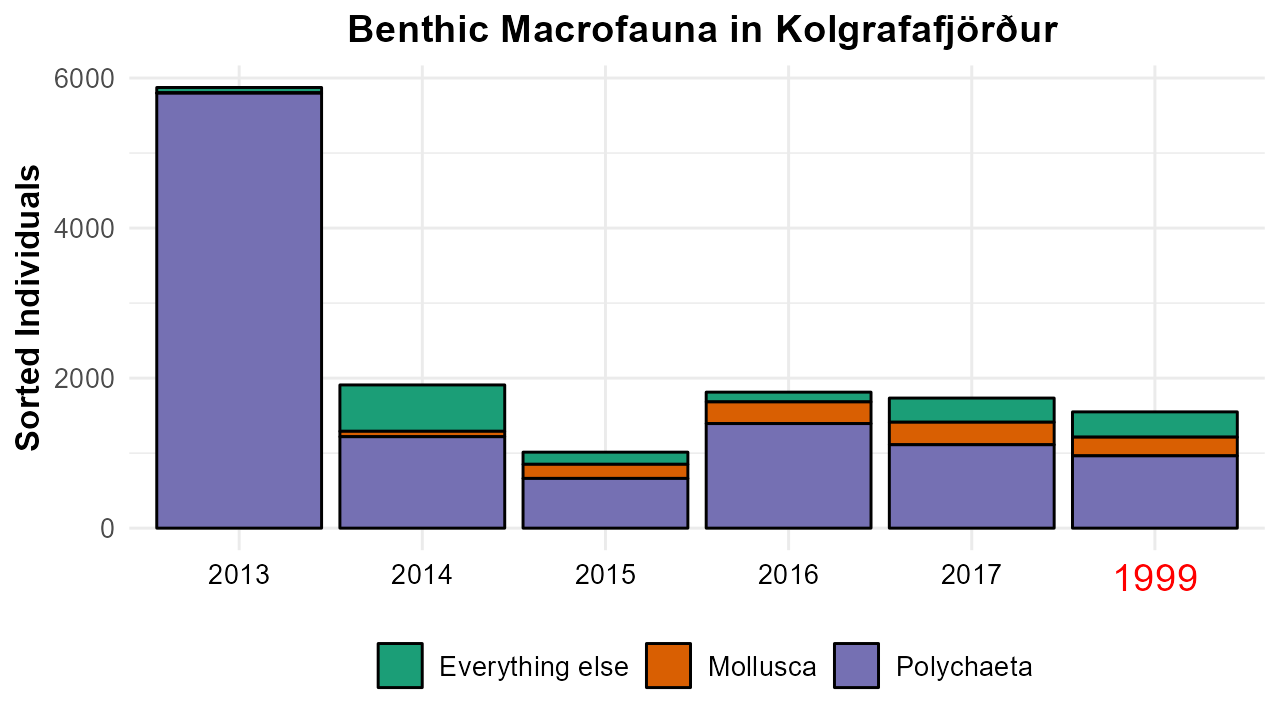 Benthic Macrofauna in Kolgrafafjörður
Sorted Individuals
6000
4000
2000
0
2013 2014 2015 2016 2017 1999
Everything else Mollusca Polychaeta